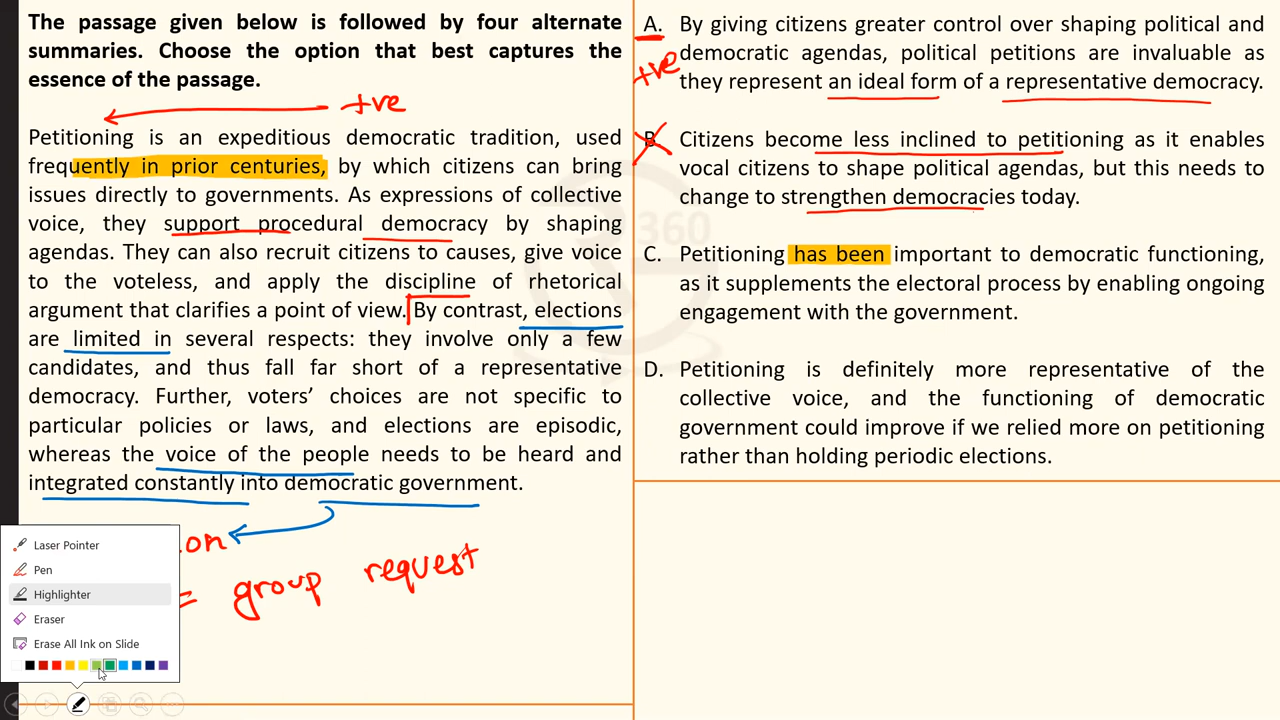 The passage given below is followed by four alternate
summaries. Choose the option that best captures the
essence of the passage.
+ve
Petitioning is an expeditious democratic tradition, used
frequently in prior centuries, by which citizens can bring
issues directly to governments. As expressions of collective
voice, they support procedural democracy by shaping
agendas. They can also recruit citizens to causes, give voice
to the voteless, and apply the discipline of rhetorical
argument that clarifies a point of view. By contrast, elections
are limited in several respects: they involve only a few
candidates, and thus fall far short of a representative
democracy. Further, voters’ choices are not specific to
particular policies or laws, and elections are episodic,
whereas the voice of the people needs to be heard and
integrated constantly into democratic government.
on
= group request
Laser Pointer
Pen
Highlighter
Eraser
Erase All Ink on Slide
A. By giving citizens greater control over shaping political and
+ve democratic agendas, political petitions are invaluable as
they represent an ideal form of a representative democracy.
B. Citizens become less inclined to petitioning as it enables
vocal citizens to shape political agendas, but this needs to
change to strengthen democracies today.
360
C. Petitioning has been important to democratic functioning,
as it supplements the electoral process by enabling ongoing
engagement with the government.
D. Petitioning is definitely more representative of the
collective voice, and the functioning of democratic
government could improve if we relied more on petitioning
rather than holding periodic elections.